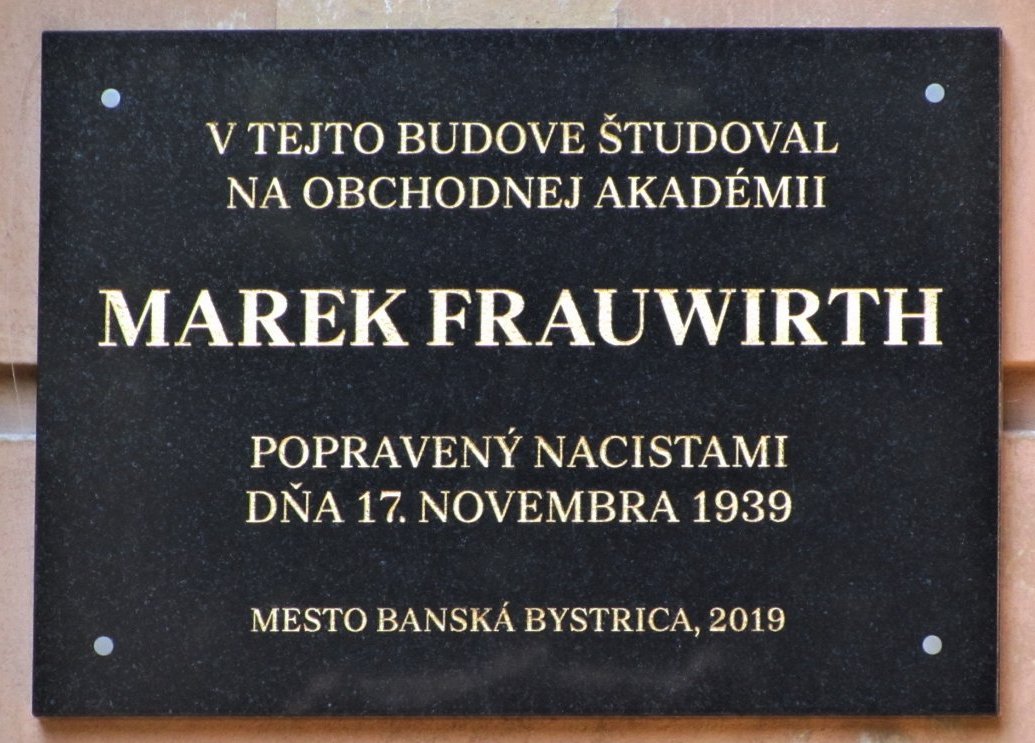 V TEJTO BUDOVE ŠTUDOVAL
NA OBCHODNEJ AKADÉMII
MAREK FRAUWIRTH
POPRAVENÝ NACISTAMI
DŇA 17. NOVEMBRA 1939
MESTO BANSKÁ BYSTRICA, 2019